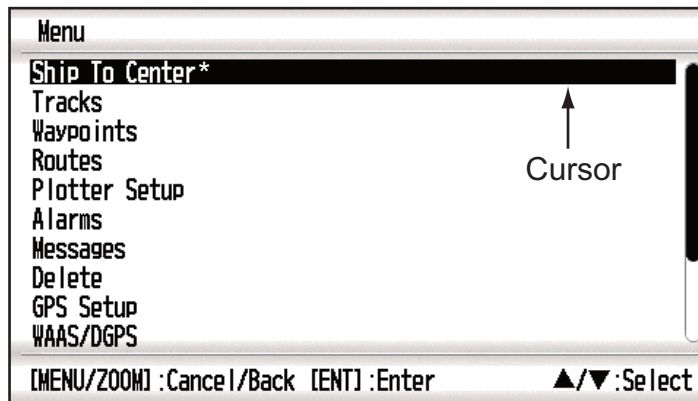 Menu
Ship To Center*
Tracks
Waypoints
Routes
Cursor
Plotter Setup
Alarms
Messages
Delete
GPS Setup
WAAS/DGPS
[MENU/ZOOM]:Cancel/Back [ENT]:Enter ▲/▼:Select